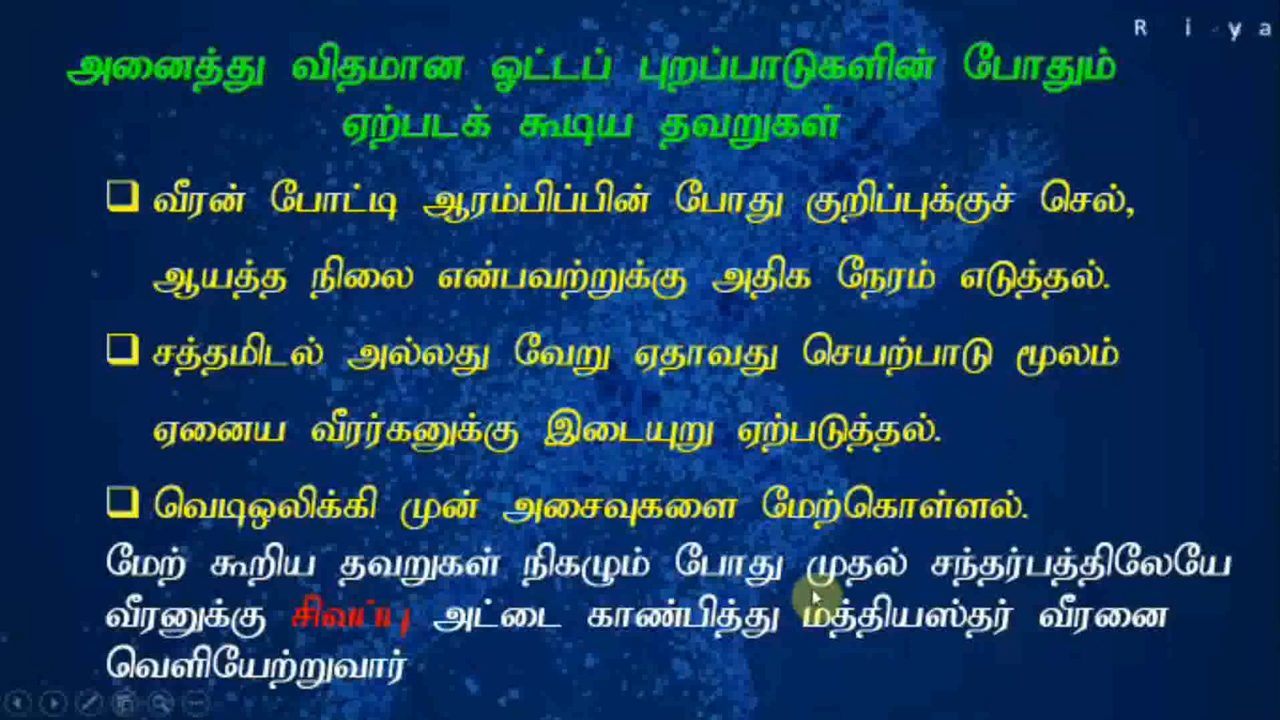 R i y a
அனைத்து விதமான ஓட்டப் புறப்பாடுகளின் போதும்
ஏற்படக் கூடிய தவறுகள்
வீரன் போட்டி ஆரம்பிப்பின் போது குறிப்புக்குச் செல்,
ஆயத்த நிலை என்பவற்றுக்கு அதிக நேரம் எடுத்தல்.
சத்தமிடல் அல்லது வேறு ஏதாவது செயற்பாடு மூலம்
ஏனைய வீரர்கனுக்கு இடையுறு ஏற்படுத்தல்.
வெடிஒலிக்கி முன் அசைவுகளை மேற்கொள்ளல்.
மேற் கூறிய தவறுகள் நிகழும் போது முதல் சந்தர்பத்திலேயே
வீரனுக்கு சிவப்பு அட்டை காண்பித்து மத்தியஸ்தர் வீரனை
வெளியேற்றுவார்